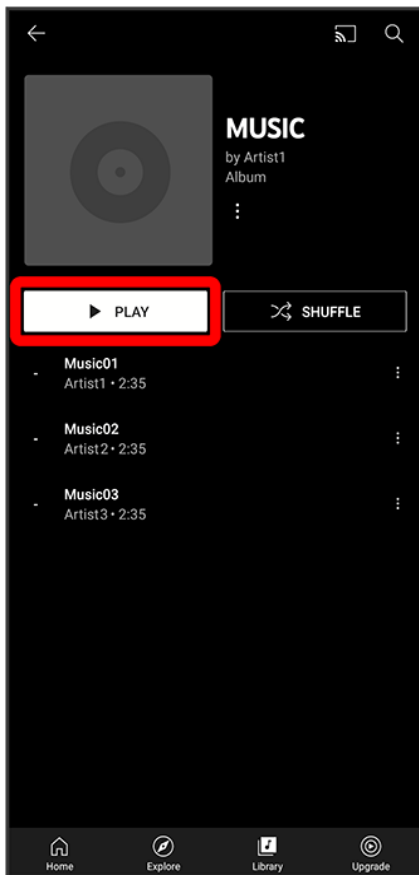 MUSIC
by Artist1
Album
PLAY
SHUFFLE
Music01
Artist1 • 2:35
Music02
Artist2 • 2:35
Music03
Artist3 • 2:35
Home
Explore
Library
Upgrade